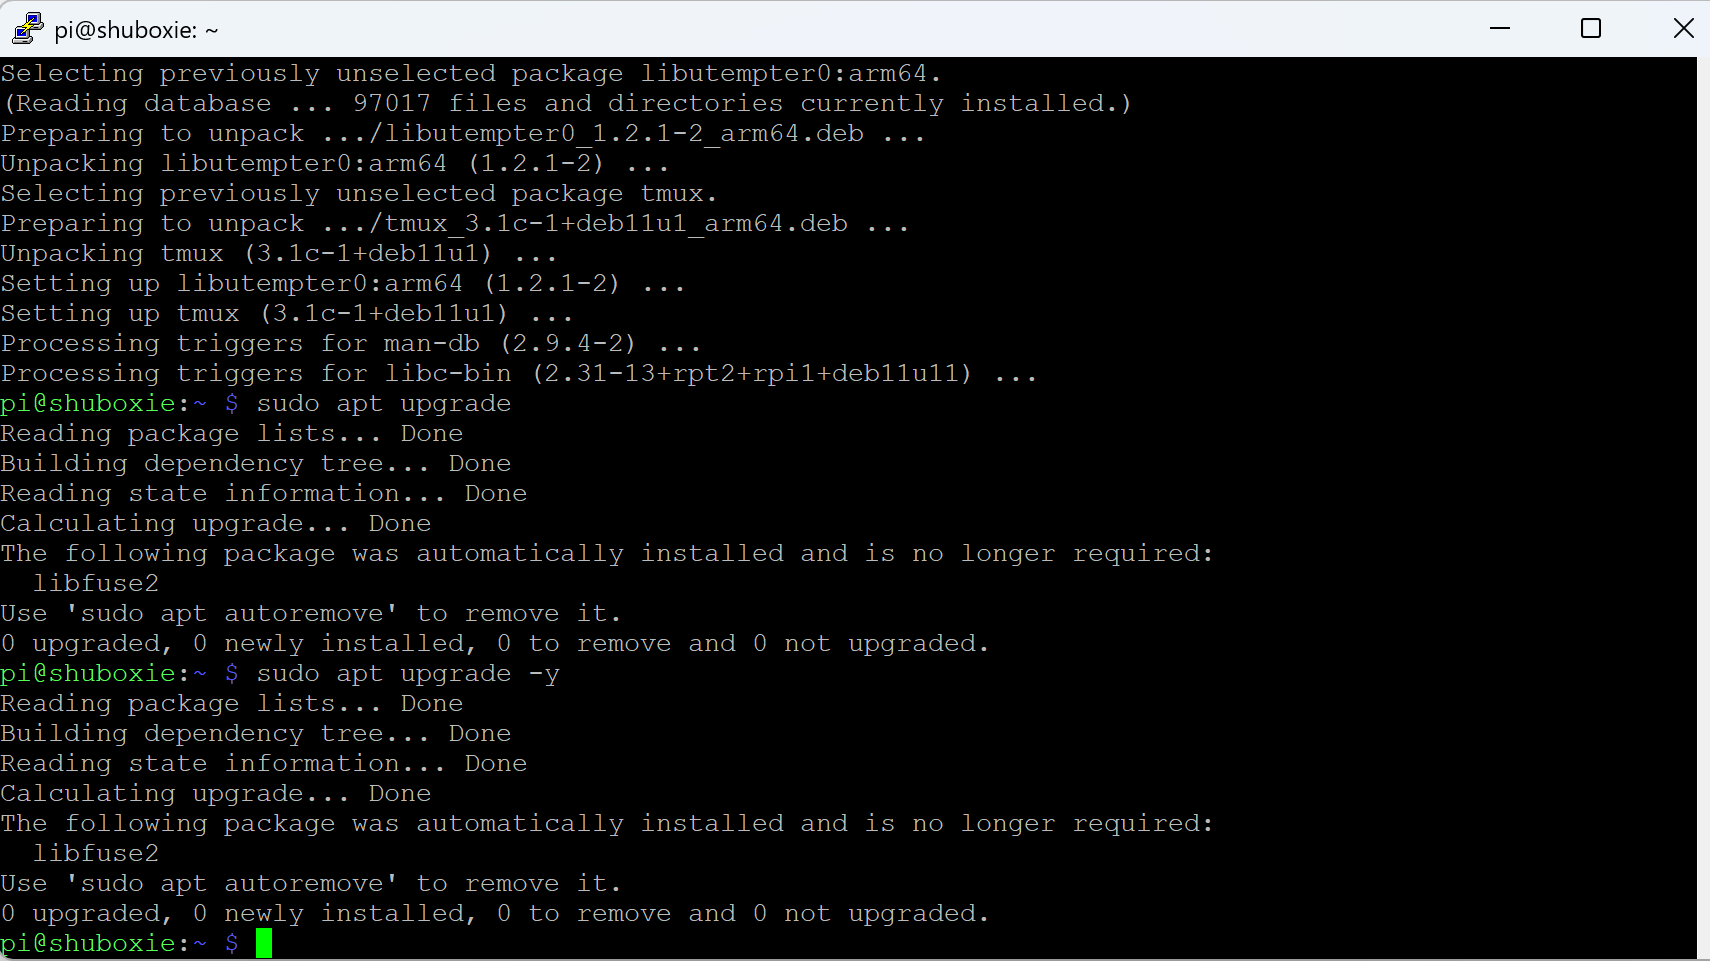 pi@shuboxie: ~
Selecting previously unselected package libutempter0:arm64.
(Reading database ... 97017 files and directories currently installed.)
Preparing to unpack .../libutempter0_1.2.1-2_arm64.deb ...
Unpacking libutempter0:arm64 (1.2.1-2) ...
Selecting previously unselected package tmux.
Preparing to unpack .../tmux_3.1c-1+deb11u1_arm64.deb ...
Unpacking tmux (3.1c-1+deb11u1) ...
Setting up libutempter0:arm64 (1.2.1-2) ...
Setting up tmux (3.1c-1+deb11u1) ...
Processing triggers for man-db (2.9.4-2) ...
Processing triggers for libc-bin (2.31-13+rpt2+rpi1+deb11u11) ...
pi@shuboxie:~ $ sudo apt upgrade
Reading package lists... Done
Building dependency tree... Done
Reading state information... Done
Calculating upgrade... Done
The following package was automatically installed and is no longer required:
  libfuse2
Use 'sudo apt autoremove' to remove it.
0 upgraded, 0 newly installed, 0 to remove and 0 not upgraded.
pi@shuboxie:~ $ sudo apt upgrade -y
Reading package lists... Done
Building dependency tree... Done
Reading state information... Done
Calculating upgrade... Done
The following package was automatically installed and is no longer required:
  libfuse2
Use 'sudo apt autoremove' to remove it.
0 upgraded, 0 newly installed, 0 to remove and 0 not upgraded.
pi@shuboxie:~ $